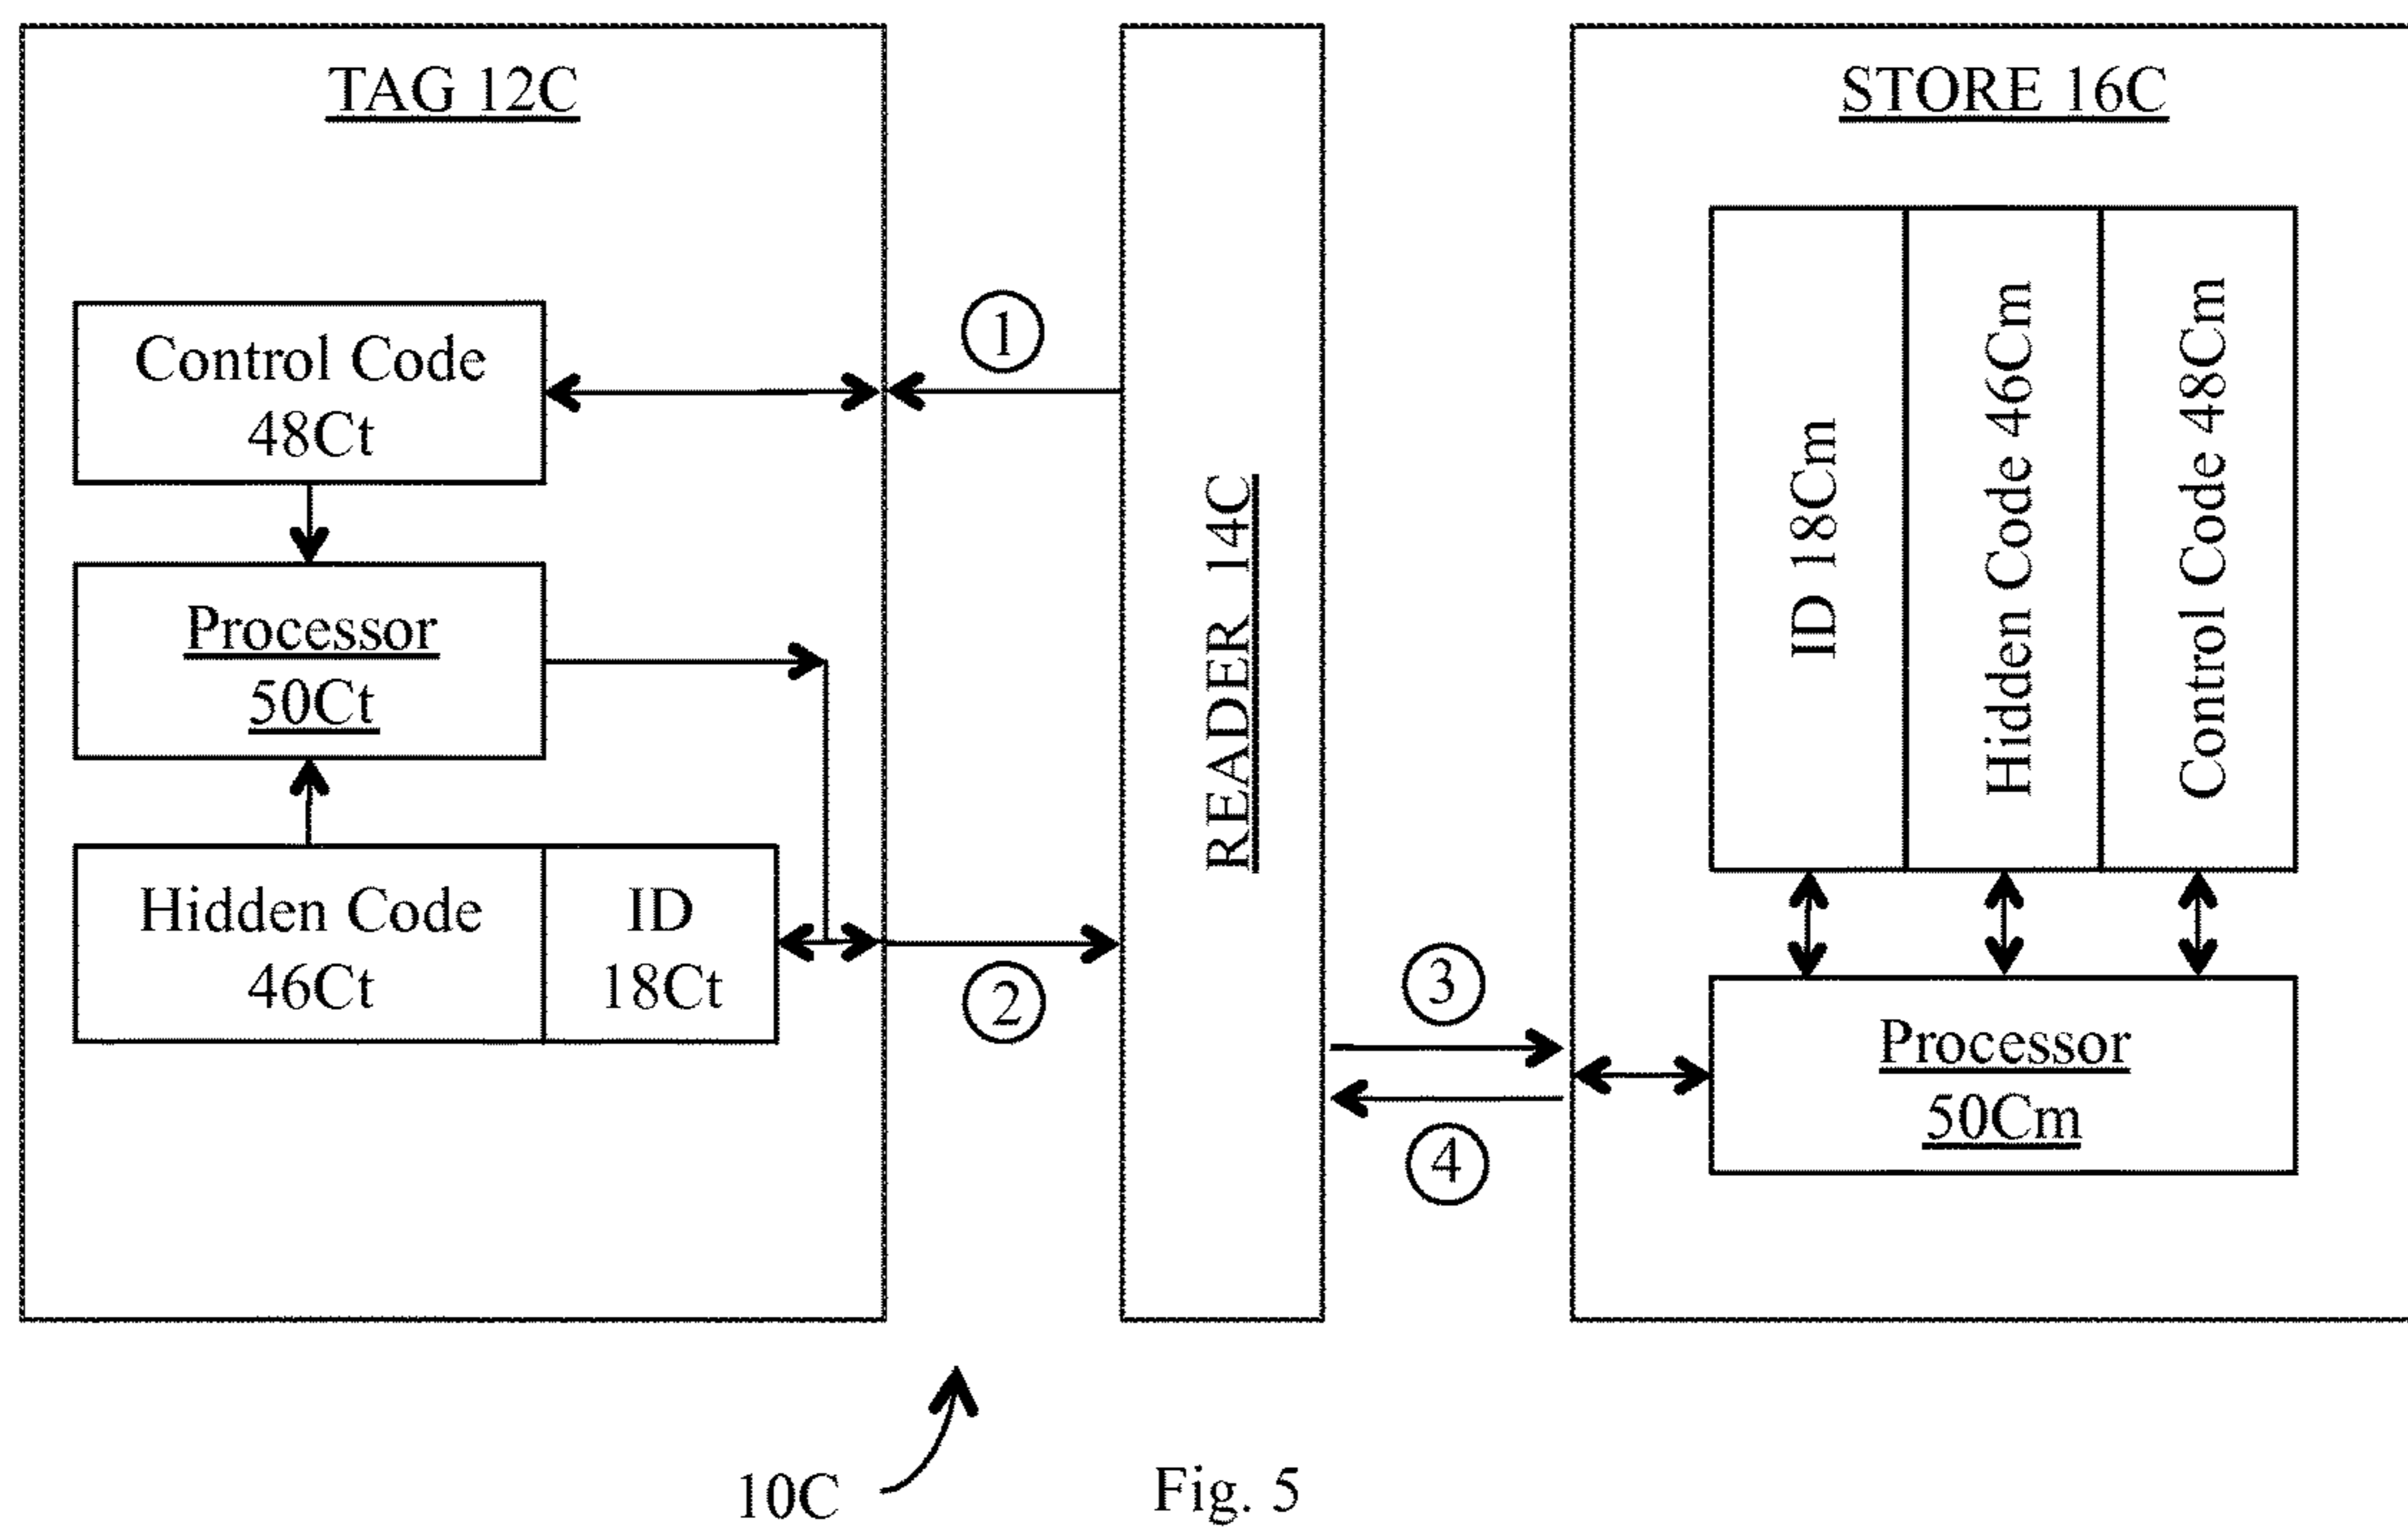 TAG 12C
Control Code
48Ct
Processor
50Ct
Hidden Code
46Ct
ID
18Ct
1
2
READER 14C
3
4
STORE 16C
ID 18Cm
Hidden Code 46Cm
Control Code 48Cm
Processor
50Cm
10C
Fig. 5